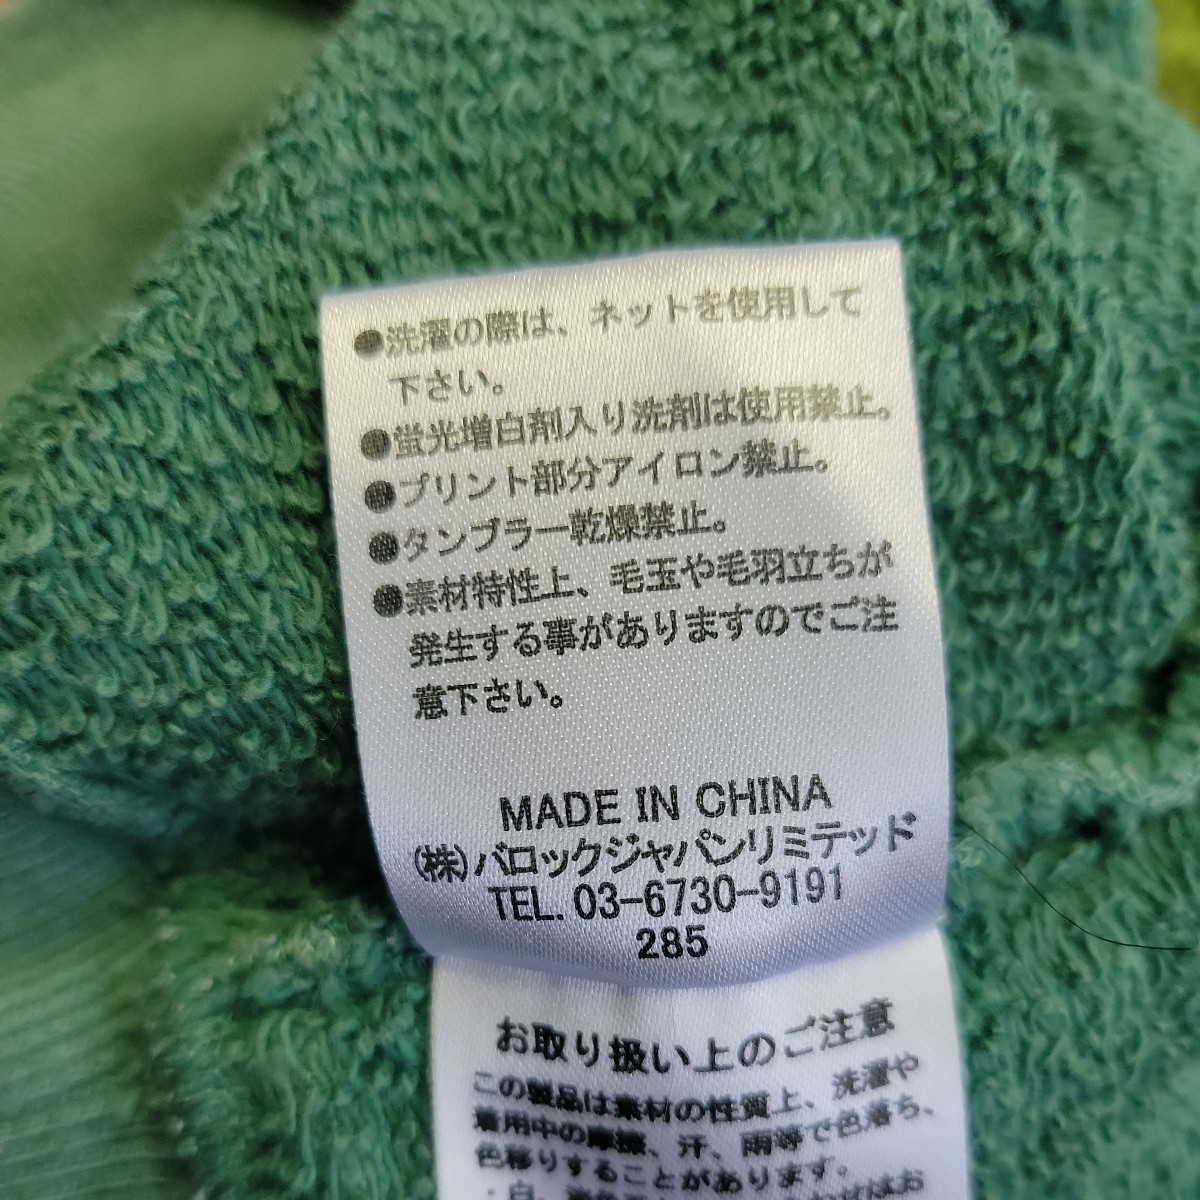 ●洗濯の際は、ネットを使用して
下さい。
●蛍光増白剤入り洗剤は使用禁止。
●プリント部分アイロン禁止。
●タンブラー乾燥禁止。
●素材特性上、毛玉や毛羽立ちが
発生する事がありますのでご注
意下さい。
MADE IN CHINA
(株)バロックジャパンリミテッド
TEL. 03-6730-9191
285
お取り扱い上のご注意
この製品は素材の性質上、洗濯や
着用中の摩擦、汗、雨等で色落ち、
色移りすることがあります。
・白、